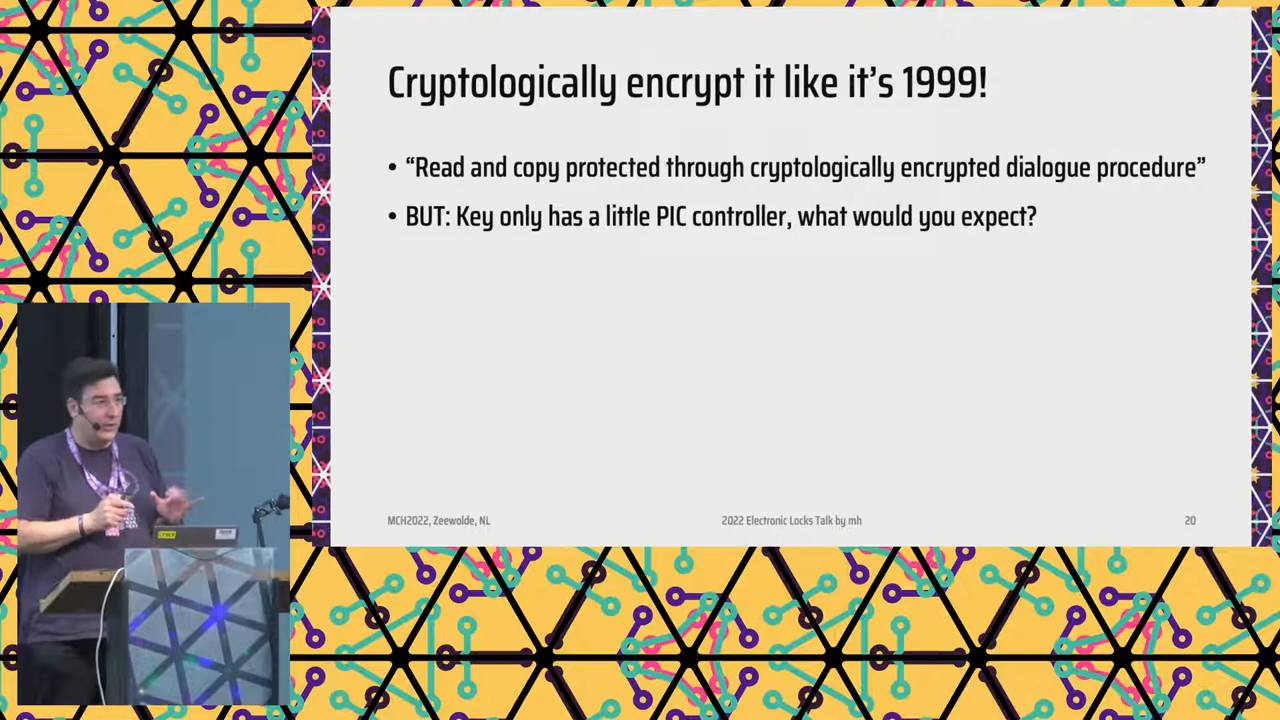 Cryptologically encrypt it like it’s 1999!
• “Read and copy protected through cryptologically encrypted dialogue procedure”
• BUT: Key only has a little PIC controller, what would you expect?
MCH2022, Zeewolde, NL
2022 Electronic Locks Talk by mh
20